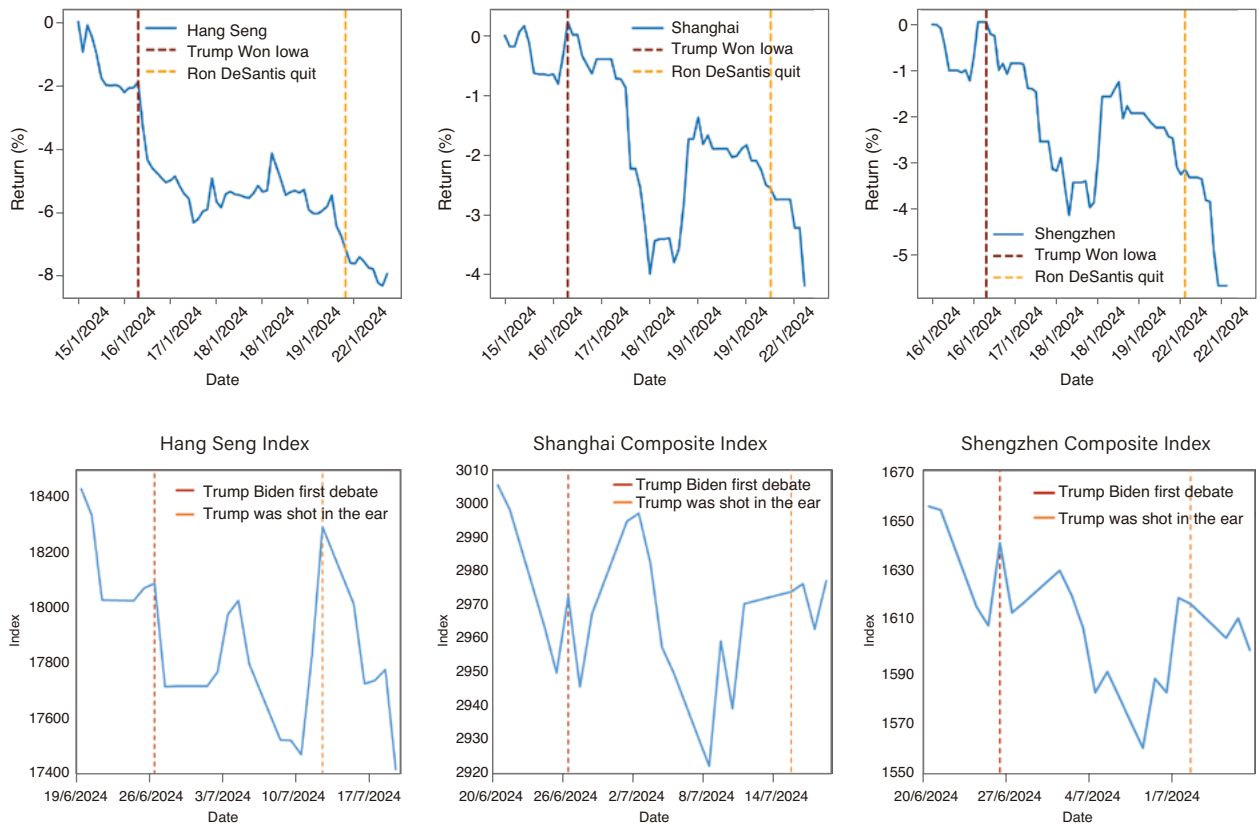 Hang Seng
Trump Won Iowa
Ron DeSantis quit
Return (%)
0
-2
-4
-6
-8
15/1/2024
16/1/2024
17/1/2024
18/1/2024
18/1/2024
19/1/2024
22/1/2024
Date
Shanghai
Trump Won Iowa
Ron DeSantis quit
Return (%)
0
-1
-2
-3
-4
15/1/2024
16/1/2024
17/1/2024
18/1/2024
19/1/2024
19/1/2024
22/1/2024
Date
Shengzhen
Trump Won Iowa
Ron DeSantis quit
Return (%)
0
-1
-2
-3
-4
-5
16/1/2024
16/1/2024
17/1/2024
18/1/2024
18/1/2024
19/1/2024
22/1/2024
22/1/2024
Date
Hang Seng Index
Trump Biden first debate
Trump was shot in the ear
Index
18400
18200
18000
17800
17600
17400
19/6/2024
26/6/2024
3/7/2024
10/7/2024
17/7/2024
Date
Shanghai Composite Index
Trump Biden first debate
Trump was shot in the ear
Index
3010
3000
2990
2980
2970
2960
2950
2940
2930
2920
20/6/2024
26/6/2024
2/7/2024
8/7/2024
14/7/2024
Date
Shengzhen Composite Index
Trump Biden first debate
Trump was shot in the ear
Index
1670
1650
1630
1610
1590
1570
1550
20/6/2024
27/6/2024
4/7/2024
1/7/2024
Date